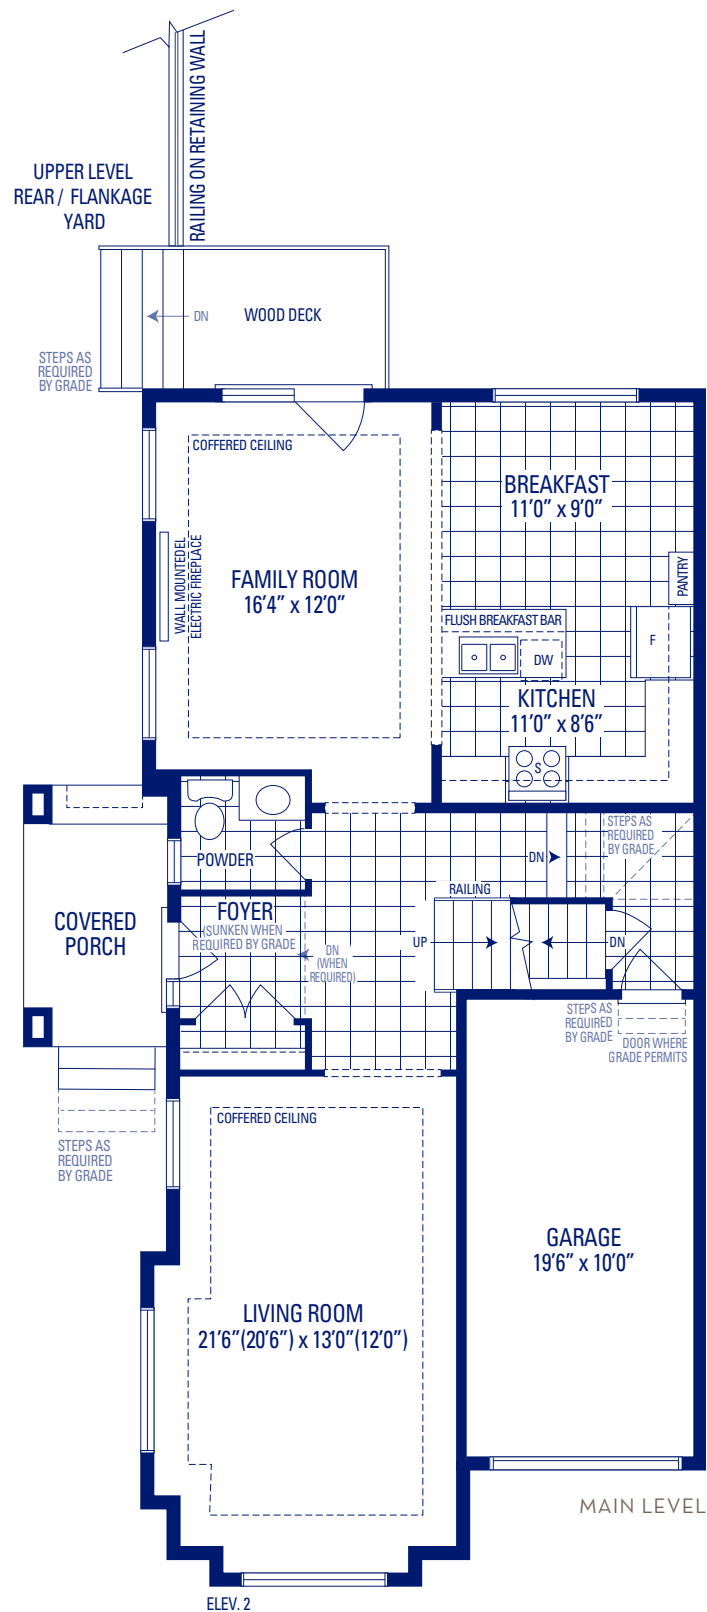 RAILING ON RETAINING WALL
UPPER LEVEL
REAR / FLANKAGE
YARD
DN
WOOD DECK
STEPS AS
REQUIRED
BY GRADE
COFFERED CEILING
BREAKFAST
11'0" x 9'0"
WALL MOUNTEDEL
ELECTRIC FIREPLACE
FAMILY ROOM
16'4" x 12'0"
PANTRY
FLUSH BREAKFAST BAR
F
DW
KITCHEN
11'0" x 8'6"
S
STEPS AS
REQUIRED
BY GRADE
POWDER
DN
RAILING
COVERED
PORCH
FOYER
(SUNKEN WHEN
REQUIRED BY GRADE
DN
(WHEN
REQUIRED)
UP
DN
STEPS AS
REQUIRED
BY GRADE
DOOR WHERE
GRADE PERMITS
COFFERED CEILING
STEPS AS
REQUIRED
BY GRADE
GARAGE
19'6" x 10'0"
LIVING ROOM
21'6"(20'6") x 13'0"(12'0")
MAIN LEVEL
ELEV. 2